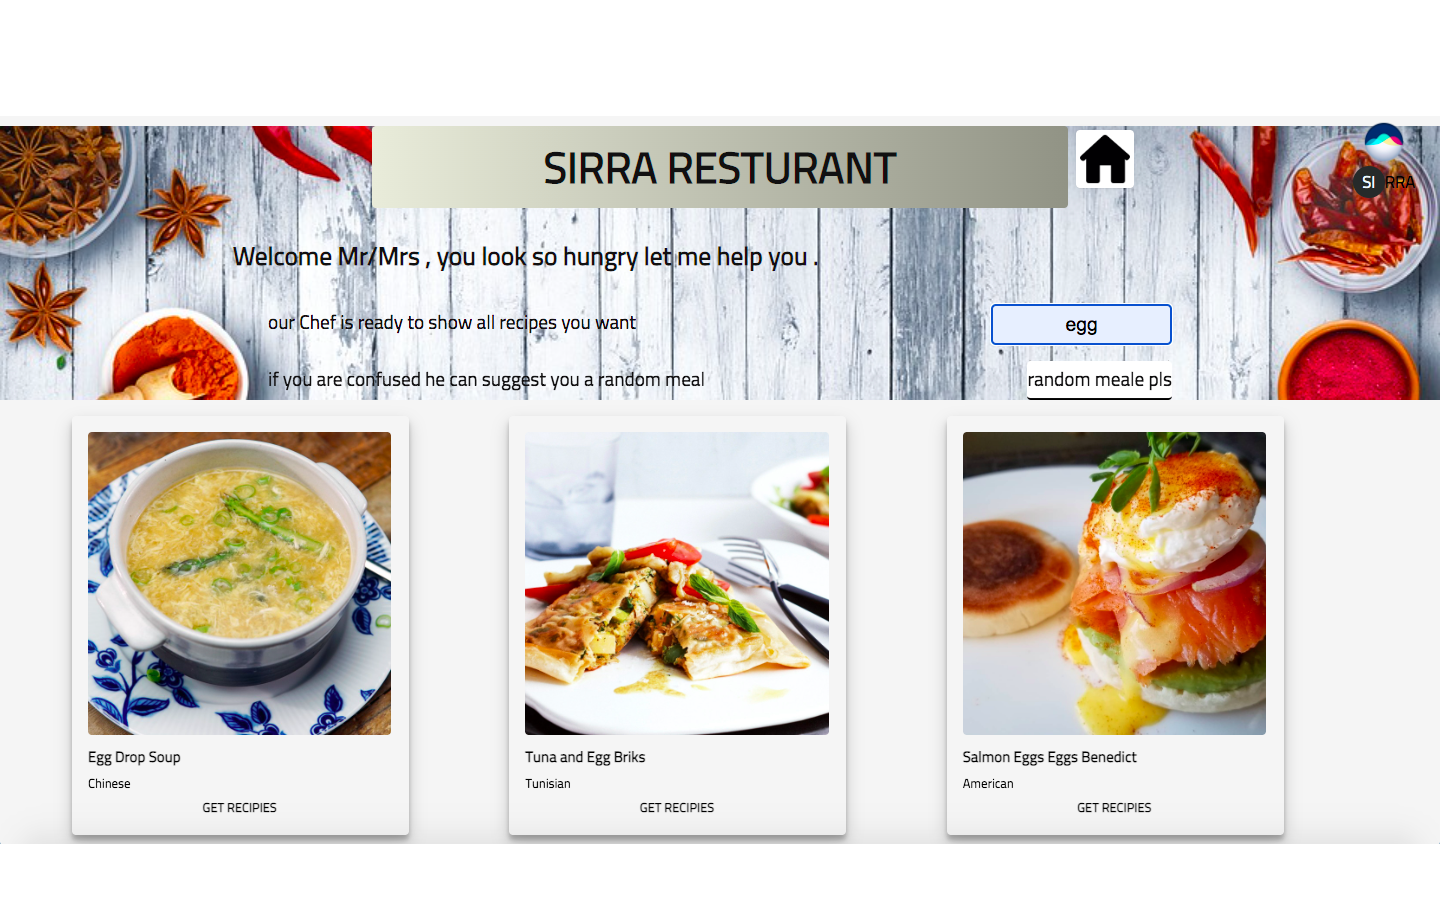 SIRRA RESTURANT
SIRRA
Welcome Mr/Mrs , you look so hungry let me help you .
our Chef is ready to show all recipes you want
egg
if you are confused he can suggest you a random meal
random meale pls
Egg Drop Soup
Chinese
GET RECIPIES
Tuna and Egg Briks
Tunisian
GET RECIPIES
Salmon Eggs Eggs Benedict
American
GET RECIPIES